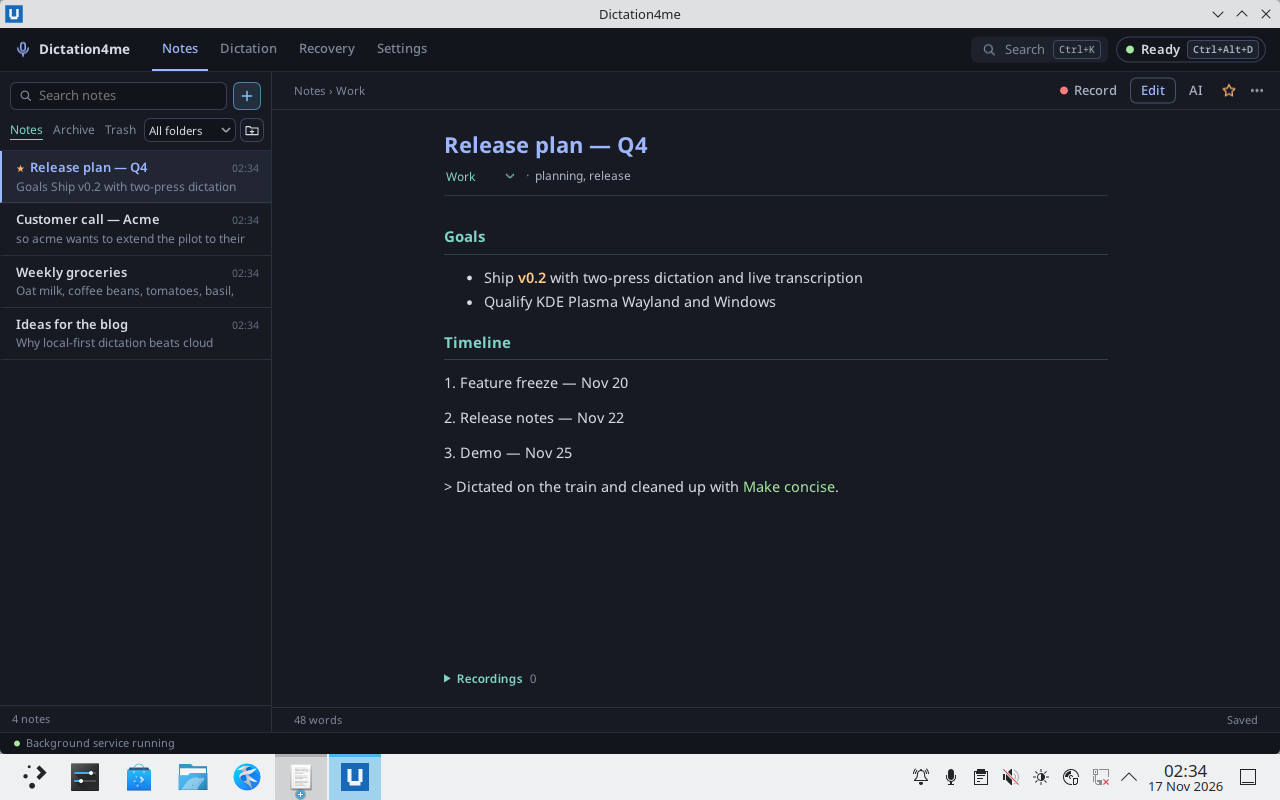 Dictation4me
Dictation4me Notes Dictation Recovery Settings Search Ctrl+K Ready Ctrl+Alt+D
Search notes +
Notes Archive Trash All folders
★ Release plan — Q4 02:34
Goals Ship v0.2 with two-press dictation
Customer call — Acme 02:34
so acme wants to extend the pilot to their
Weekly groceries 02:34
Oat milk, coffee beans, tomatoes, basil,
Ideas for the blog 02:34
Why local-first dictation beats cloud
4 notes
Notes › Work Record Edit AI
Release plan — Q4
Work · planning, release
Goals
• Ship v0.2 with two-press dictation and live transcription
• Qualify KDE Plasma Wayland and Windows
Timeline
1. Feature freeze — Nov 20
2. Release notes — Nov 22
3. Demo — Nov 25
> Dictated on the train and cleaned up with Make concise.
Recordings 0
48 words Saved
Background service running
02:34
17 Nov 2026